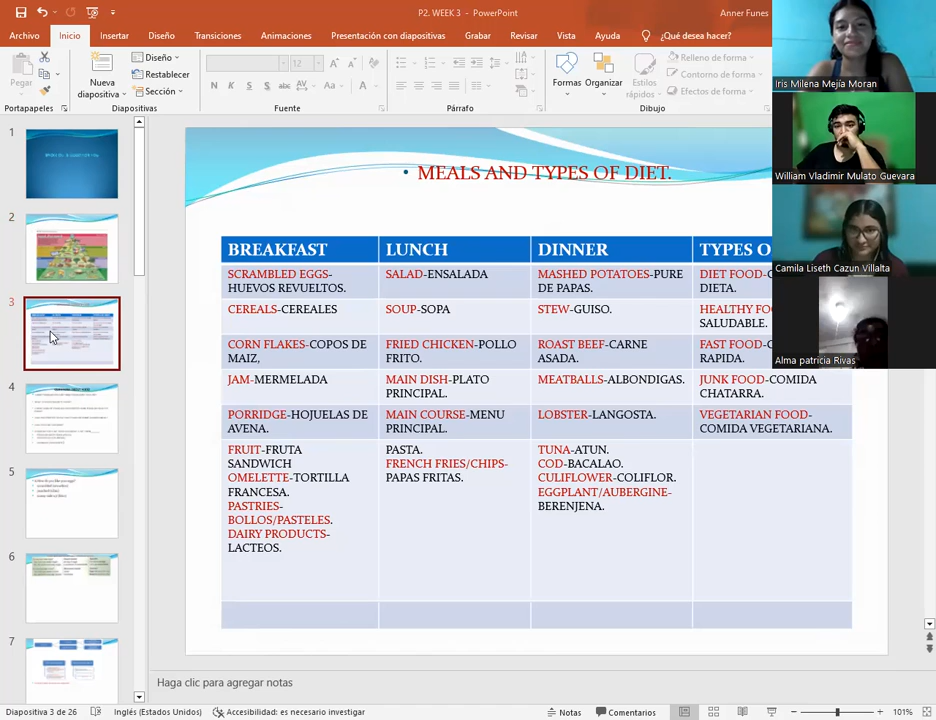 P2. WEEK 3 - PowerPoint
Anner Funes
Archivo Inicio Insertar Diseño Transiciones Animaciones Presentación con diapositivas Grabar Revisar Vista Ayuda ¿Qué desea hacer?
Pegar
Nueva
diapositiva
Diseño
Restablecer
Sección
12
N K S
Aa
A
Formas
Organizar
Estilos
rápidos
Relleno de forma
Contorno de forma
Efectos de forma
Portapapeles
Diapositivas
Fuente
Párrafo
Dibujo
Iris Milena Mejía Moran
William Vladimir Mulato Guevara
Camila Liseth Cazun Villalta
Alma patricia Rivas
1
2
3
4
5
6
7
• MEALS AND TYPES OF DIET.
BREAKFAST
LUNCH
DINNER
TYPES O
SCRAMBLED EGGS-
HUEVOS REVUELTOS.
SALAD-ENSALADA
MASHED POTATOES-PURE
DE PAPAS.
DIET FOOD-
DIETA.
CEREALS-CEREALES
SOUP-SOPA
STEW-GUISO.
HEALTHY
SALUDABLE.
CORN FLAKES-COPOS DE
MAIZ,
FRIED CHICKEN-POLLO
FRITO.
ROAST BEEF-CARNE
ASADA.
FAST FOOD-
RAPIDA.
JAM-MERMELADA
MAIN DISH-PLATO
PRINCIPAL.
MEATBALLS-ALBONDIGAS.
JUNK FOOD-COMIDA
CHATARRA.
PORRIDGE-HOJUELAS DE
AVENA.
MAIN COURSE-MENU
PRINCIPAL.
LOBSTER-LANGOSTA.
VEGETARIAN FOOD-
COMIDA VEGETARIANA.
FRUIT-FRUTA
SANDWICH
OMELETTE-TORTILLA
FRANCESA.
PASTRIES-
BOLLOS/PASTELES.
DAIRY PRODUCTS-
LACTEOS.
PASTA.
FRENCH FRIES/CHIPS-
PAPAS FRITAS.
TUNA-ATUN.
COD-BACALAO.
CULIFLOWER-COLIFLOR.
EGGPLANT/AUBERGINE-
BERENJENA.
Haga clic para agregar notas
Diapositiva 3 de 26
Inglés (Estados Unidos)
Accesibilidad: es necesario investigar
Notas
Comentarios
101%